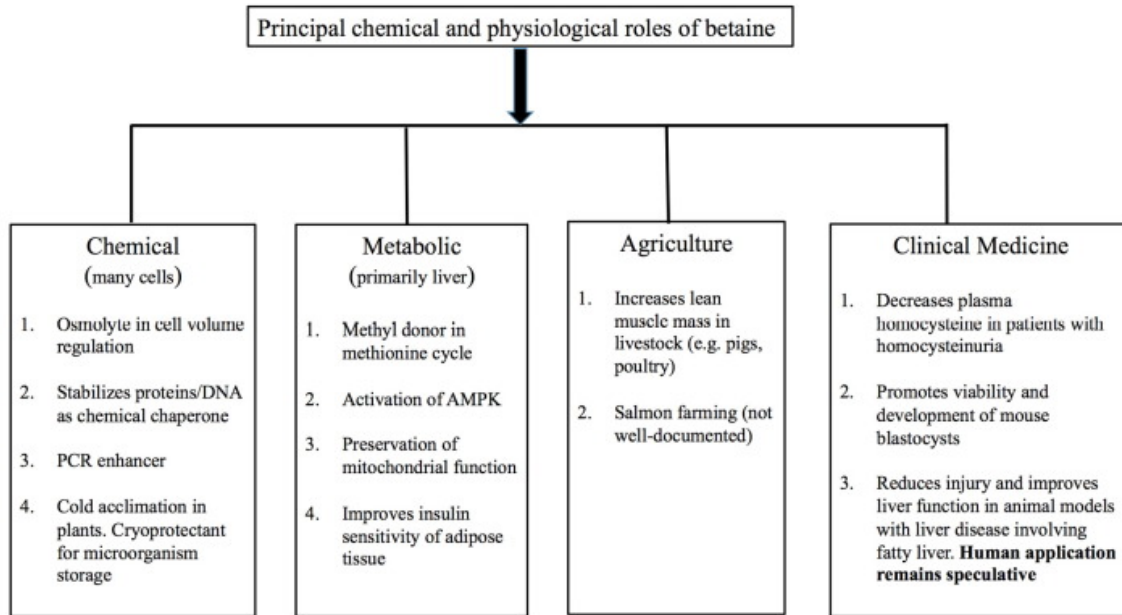 Principal chemical and physiological roles of betaine
Chemical
(many cells)
1. Osmolyte in cell volume
regulation
2. Stabilizes proteins/DNA
as chemical chaperone
3. PCR enhancer
4. Cold acclimation in
plants. Cryoprotectant
for microorganism
storage
Metabolic
(primarily liver)
1. Methyl donor in
methionine cycle
2. Activation of AMPK
3. Preservation of
mitochondrial function
4. Improves insulin
sensitivity of adipose
tissue
Agriculture
1. Increases lean
muscle mass in
livestock (e.g. pigs,
poultry)
2. Salmon farming (not
well-documented)
Clinical Medicine
1. Decreases plasma
homocysteine in patients with
homocysteinuria
2. Promotes viability and
development of mouse
blastocysts
3. Reduces injury and improves
liver function in animal models
with liver disease involving
fatty liver. Human application
remains speculative